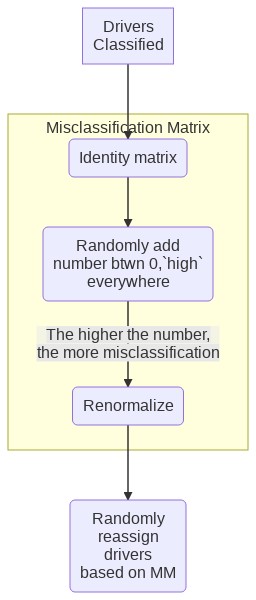 Drivers
Classified
Misclassification Matrix
Identity matrix
Randomly add
number btwn 0,`high`
everywhere
The higher the number,
the more misclassification
Renormalize
Randomly
reassign
drivers
based on MM